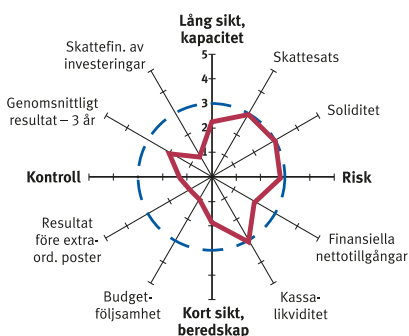 Lång sikt,
kapacitet
Skattefin. av
investeringar
Skattesats
Genomsnittligt
resultat – 3 år
Soliditet
5
4
3
2
1
Kontroll
Risk
Resultat
före extra-
ord. poster
Finansiella
nettotillgångar
Budget-
följsamhet
Kort sikt,
beredskap
Kassa-
likviditet